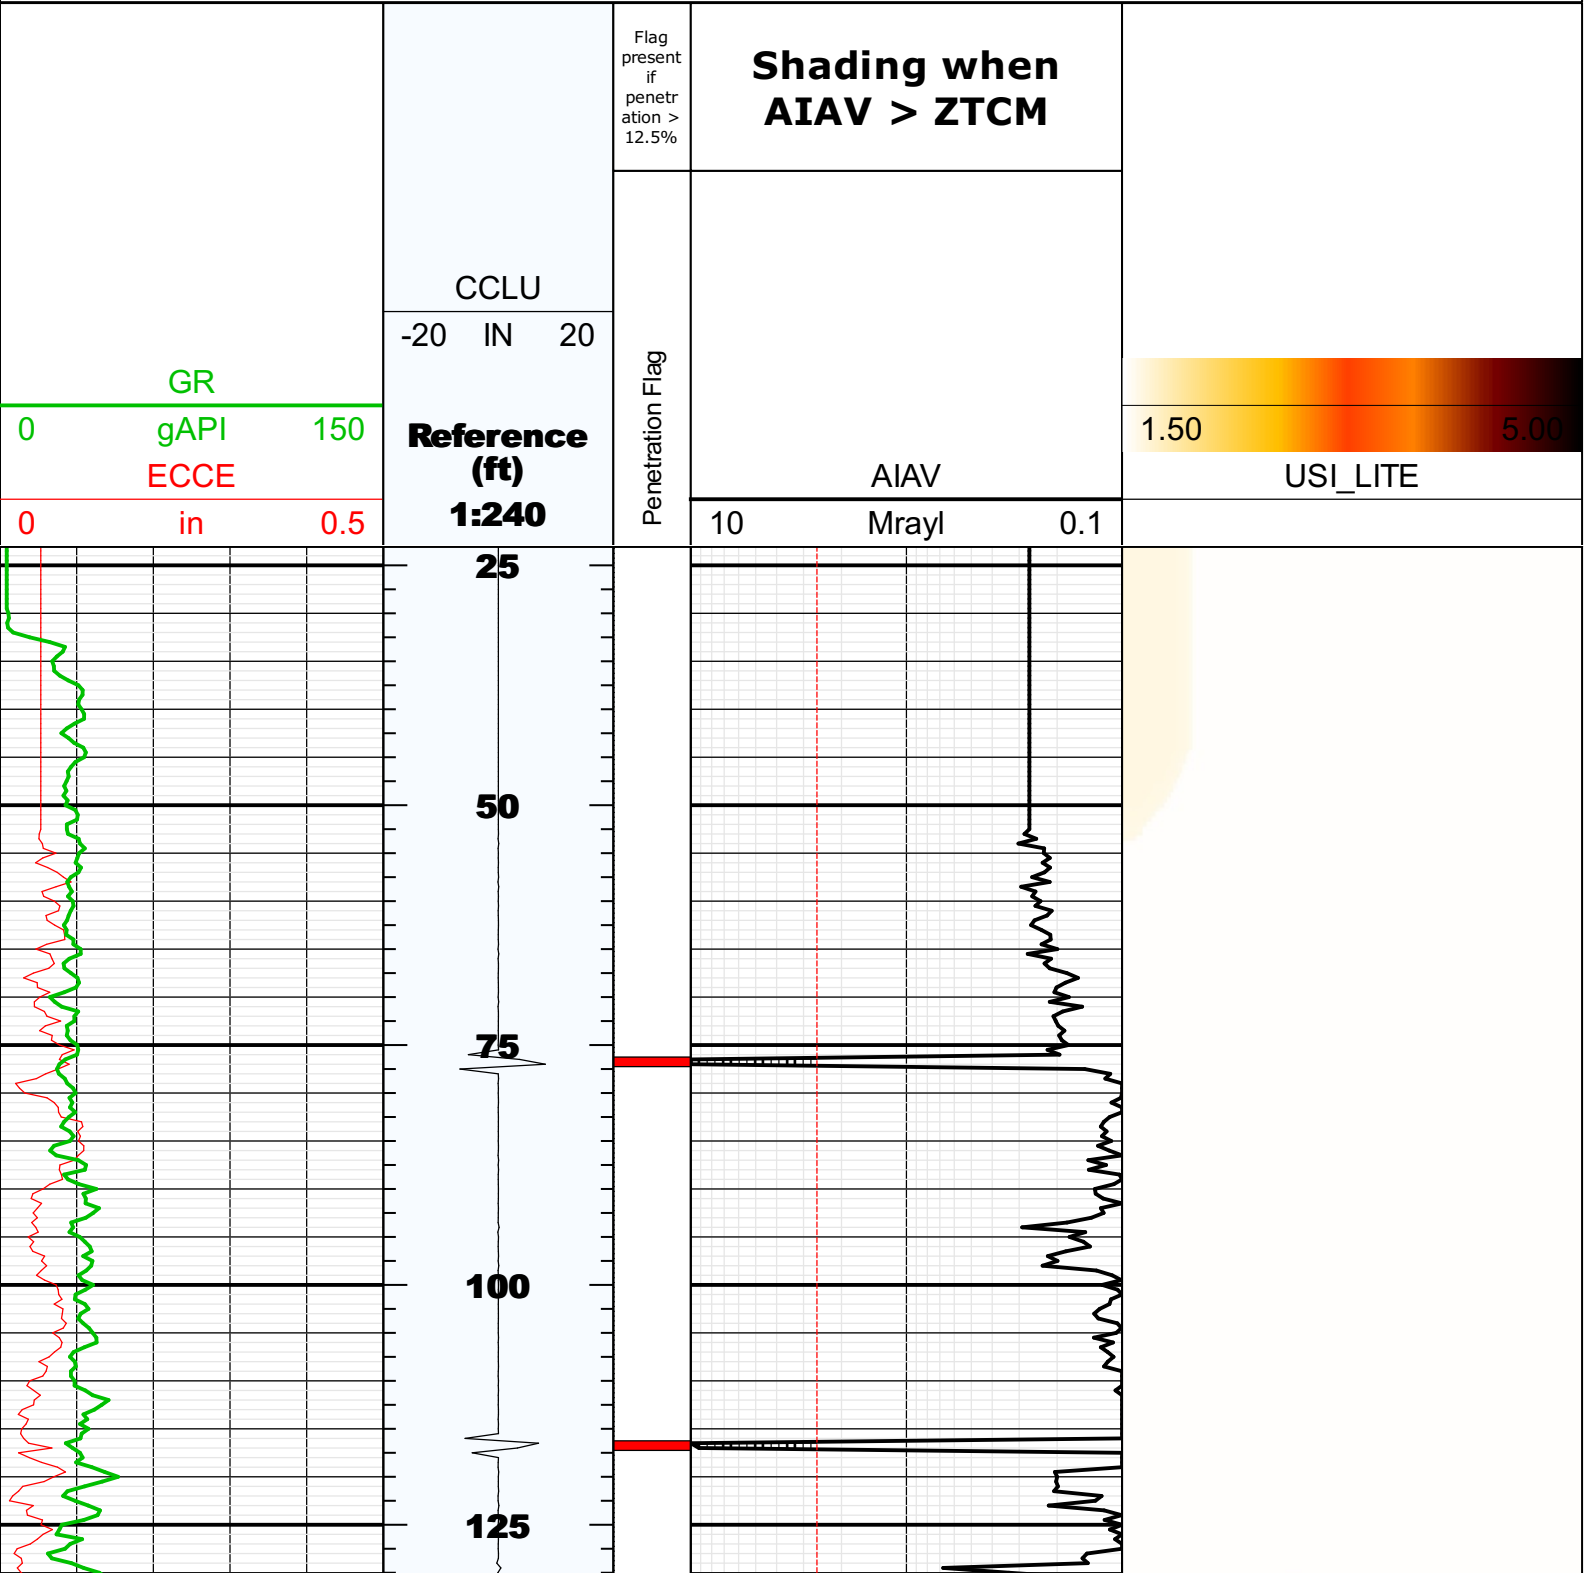 Flag
present
if
penetr
ation >
12.5%
Shading when
AIAV > ZTCM
CCLU
-20 IN 20
GR
0 gAPI 150
ECCE
0 in 0.5
Reference
(ft)
1:240
Penetration Flag
AIAV
10 Mrayl 0.1
1.50 5.00
USI_LITE
25
50
75
100
125